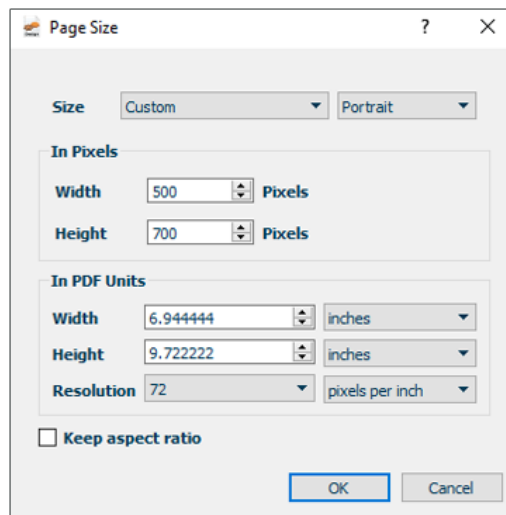 Page Size ? X
Size Custom Portrait
In Pixels
Width 500 Pixels
Height 700 Pixels
In PDF Units
Width 6.944444 inches
Height 9.722222 inches
Resolution 72 pixels per inch
Keep aspect ratio
OK Cancel